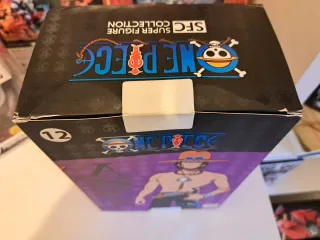 SFC
SUPER FIGURE
COLLECTION
ONE PIECE
12
ONE PIECE